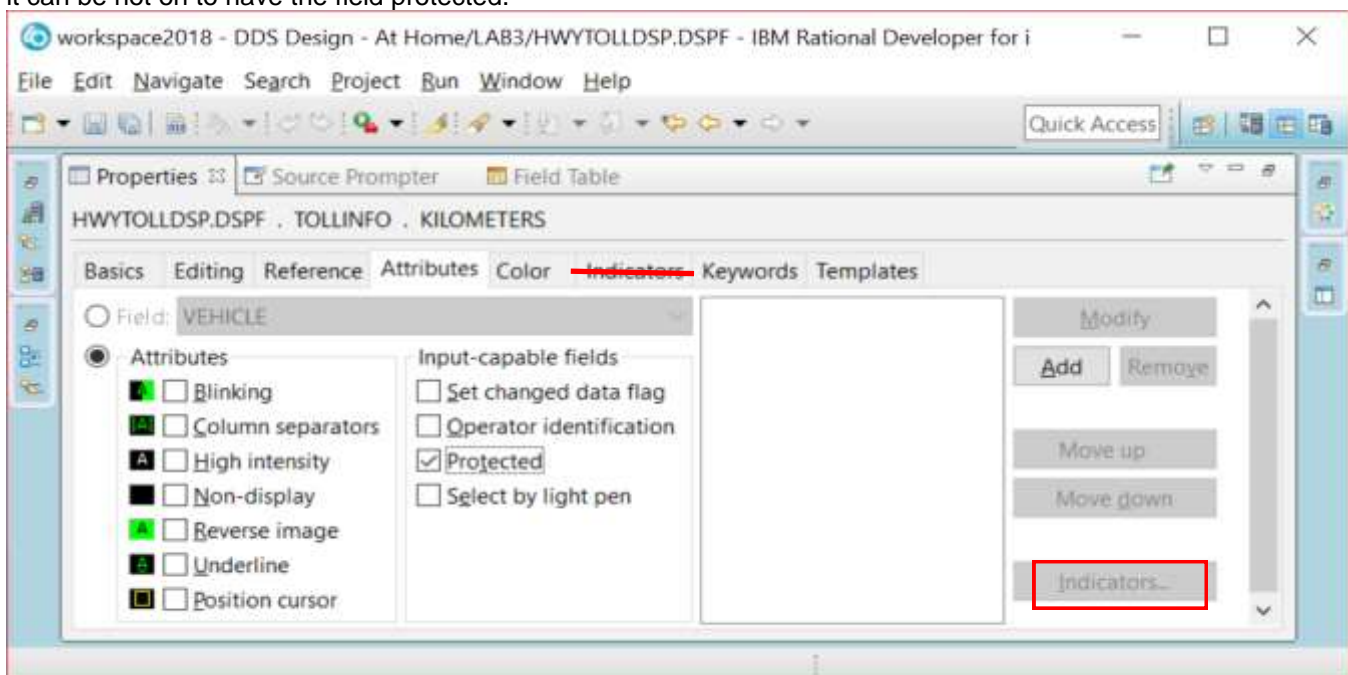 it can be not on to have the field protected.
workspace2018 - DDS Design - At Home/LAB3/HWYTOLLDSP.DSPF - IBM Rational Developer for i
File Edit Navigate Search Project Run Window Help
Quick Access
Properties Source Prompter Field Table
HWYTOLLDSP.DSPF . TOLLINFO . KILOMETERS
Basics Editing Reference Attributes Color Indicators Keywords Templates
Field: VEHICLE
Modify
Attributes Input-capable fields
Add Remove
Blinking Set changed data flag
Column separators Operator identification
High intensity Protected
Move up
Non-display Select by light pen
Move down
Reverse image
Underline
Indicators...
Position cursor